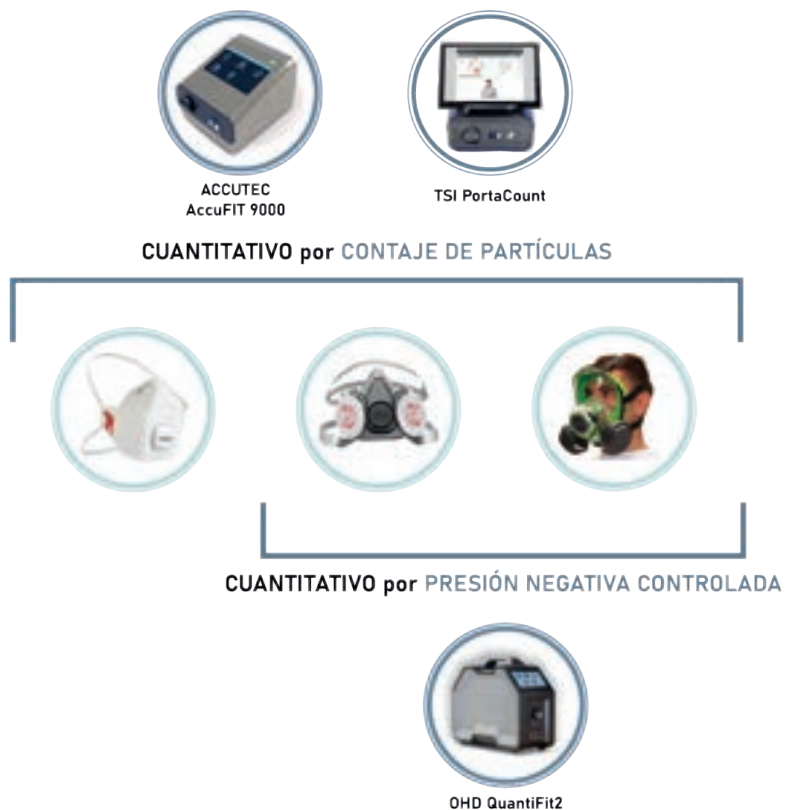 ACCUTEC
AccuFIT 9000
TSI PortaCount
CUANTITATIVO por CONTAJE DE PARTÍCULAS
CUANTITATIVO por PRESIÓN NEGATIVA CONTROLADA
OHD QuantiFit2